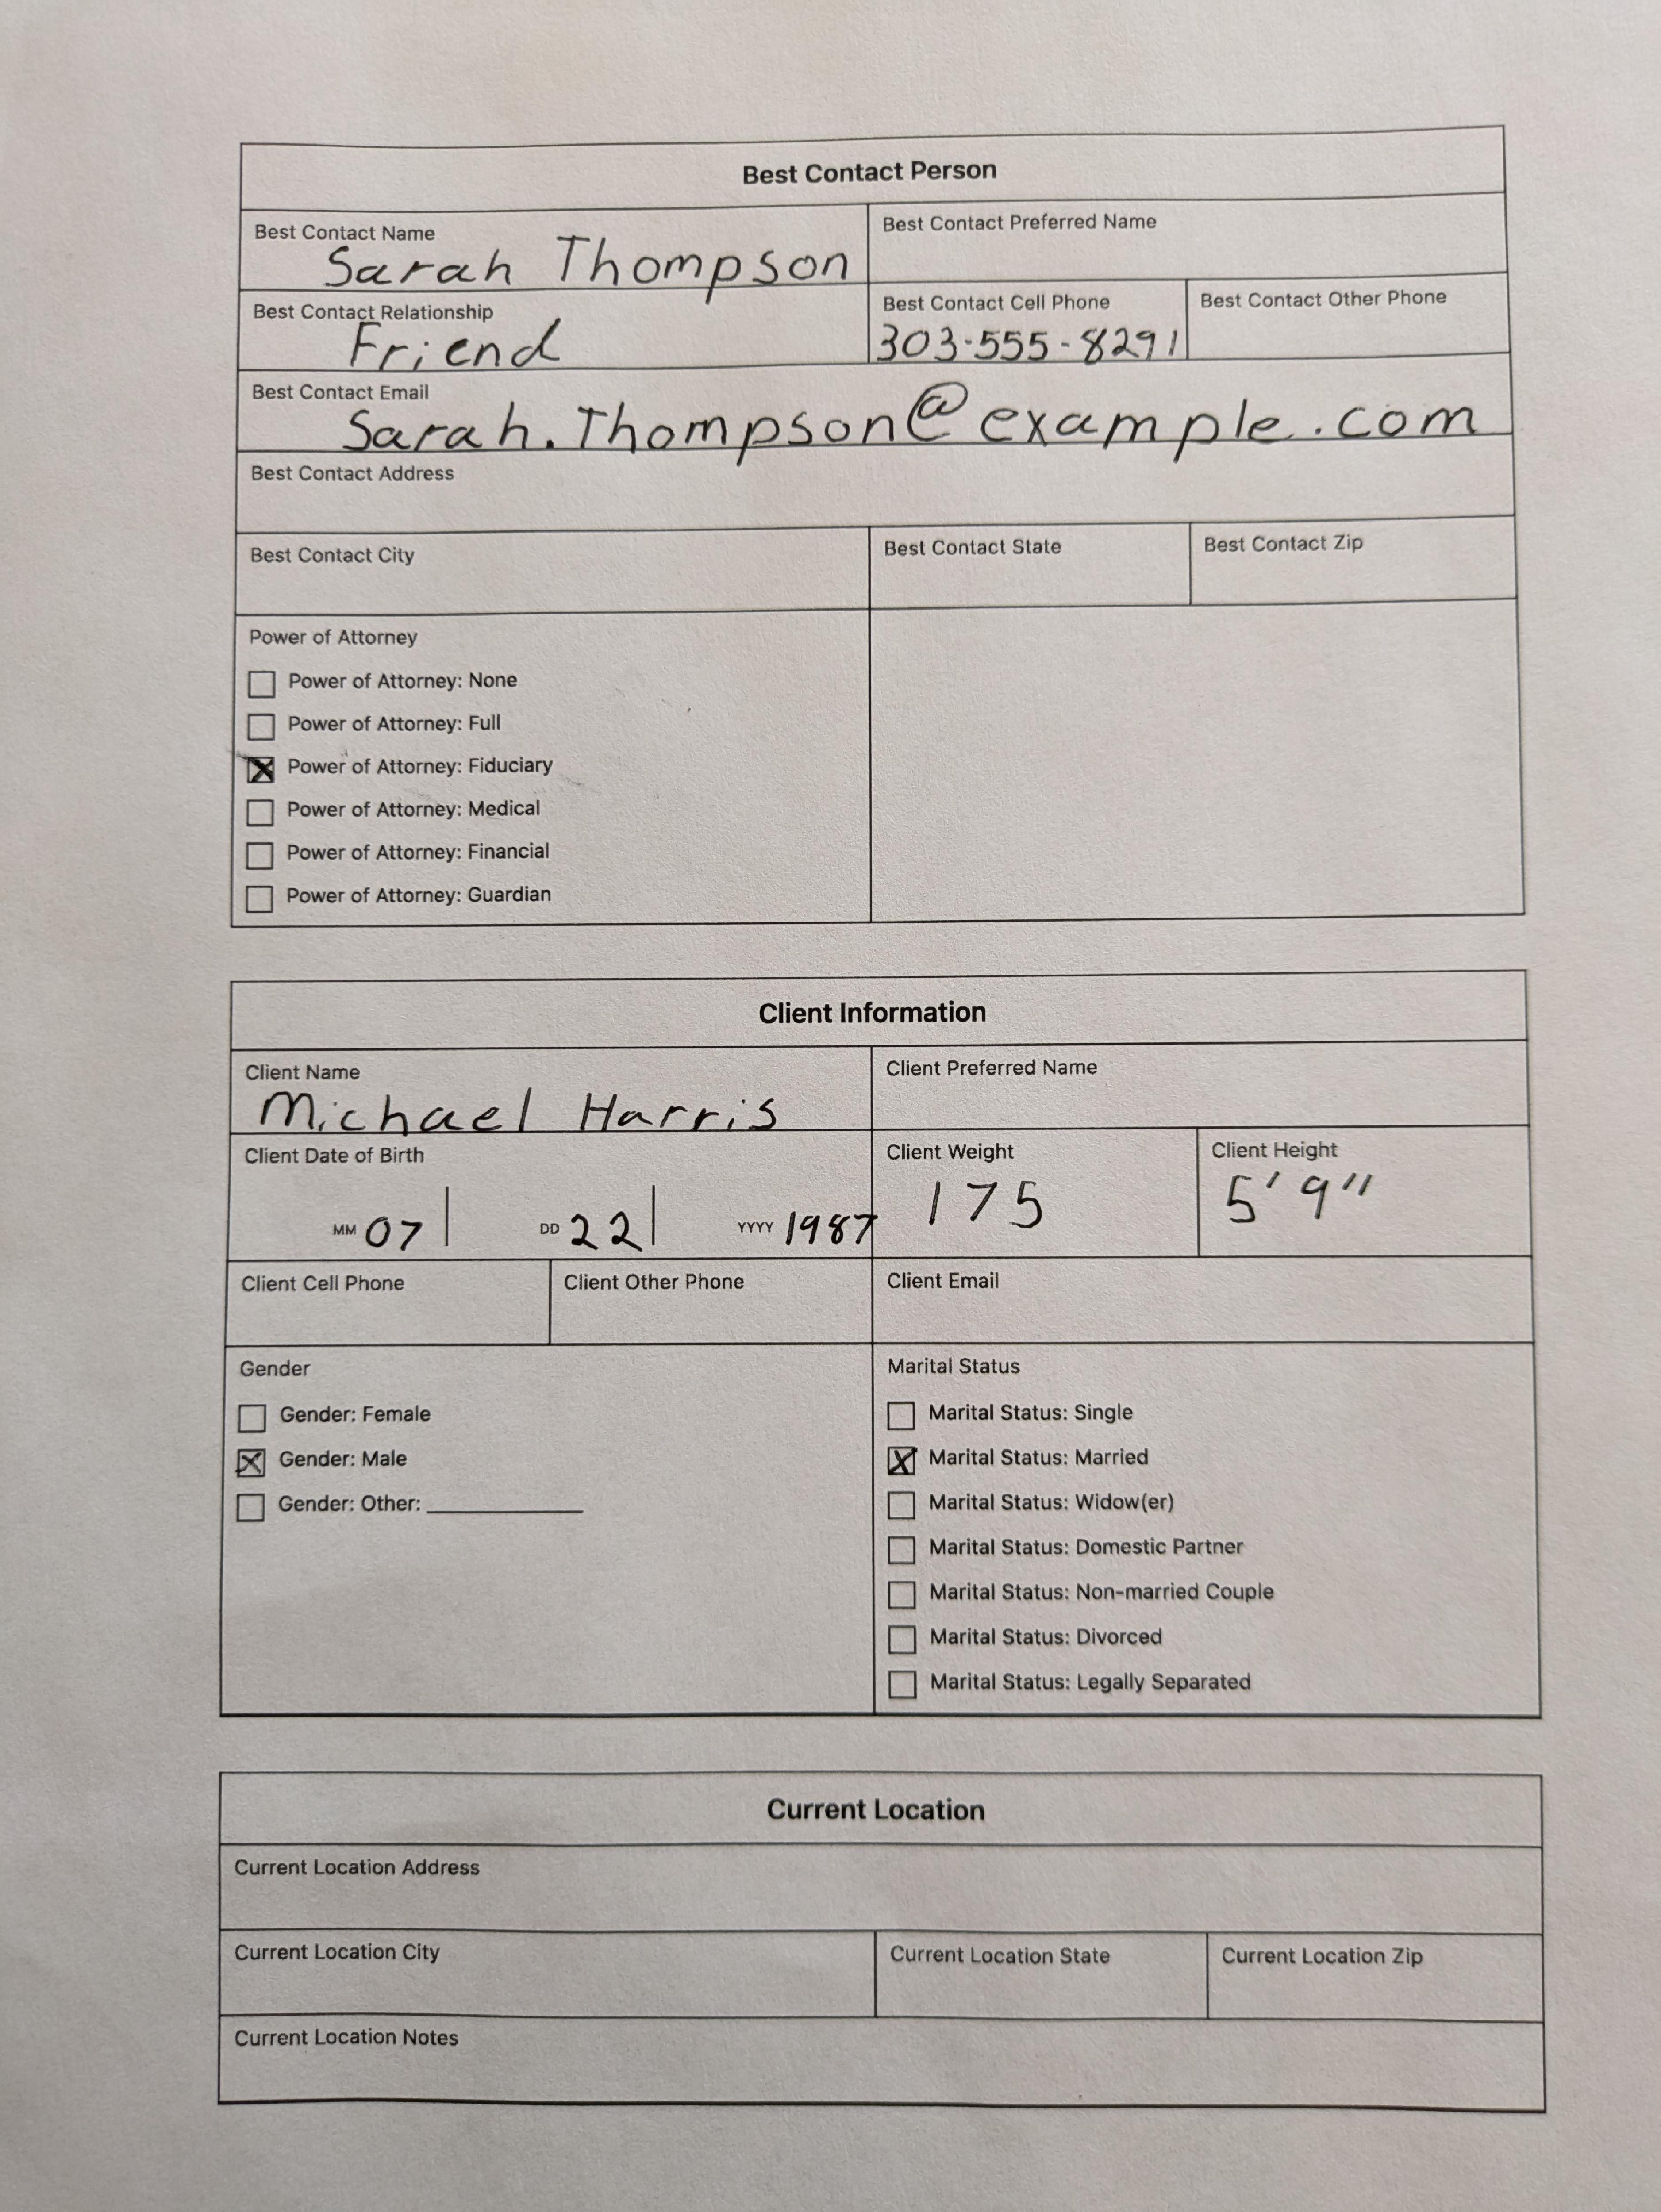 Best Contact Person
Best Contact Name
Sarah Thompson
Best Contact Preferred Name
Best Contact Relationship
Friend
Best Contact Cell Phone
303-555-8291
Best Contact Other Phone
Best Contact Email
Sarah.Thompson@example.com
Best Contact Address
Best Contact City
Best Contact State
Best Contact Zip
Power of Attorney
☐ Power of Attorney: None
☐ Power of Attorney: Full
☒ Power of Attorney: Fiduciary
☐ Power of Attorney: Medical
☐ Power of Attorney: Financial
☐ Power of Attorney: Guardian
Client Information
Client Name
Michael Harris
Client Preferred Name
Client Date of Birth
MM 07 | DD 22 | YYYY 1987
Client Weight
175
Client Height
5'9"
Client Cell Phone
Client Other Phone
Client Email
Gender
☐ Gender: Female
☒ Gender: Male
☐ Gender: Other: ____________
Marital Status
☐ Marital Status: Single
☒ Marital Status: Married
☐ Marital Status: Widow(er)
☐ Marital Status: Domestic Partner
☐ Marital Status: Non-married Couple
☐ Marital Status: Divorced
☐ Marital Status: Legally Separated
Current Location
Current Location Address
Current Location City
Current Location State
Current Location Zip
Current Location Notes